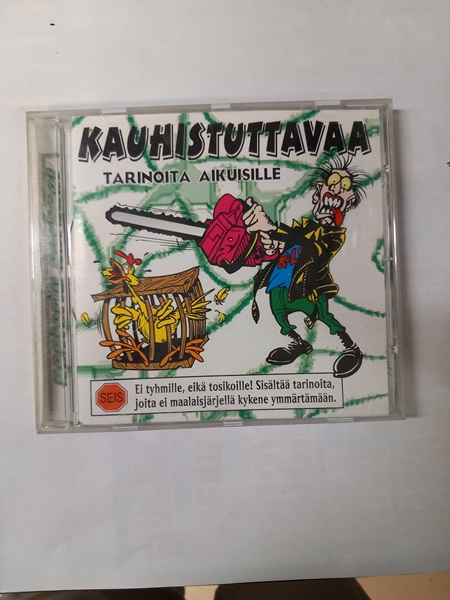 KAUHISTUTTAVAA
TARINOITA AIKUISILLE
K-L
SEIS
Ei tyhmille, eikä tosikoille! Sisältää tarinoita,
joita ei maalaisjärjellä kykene ymmärtämään.